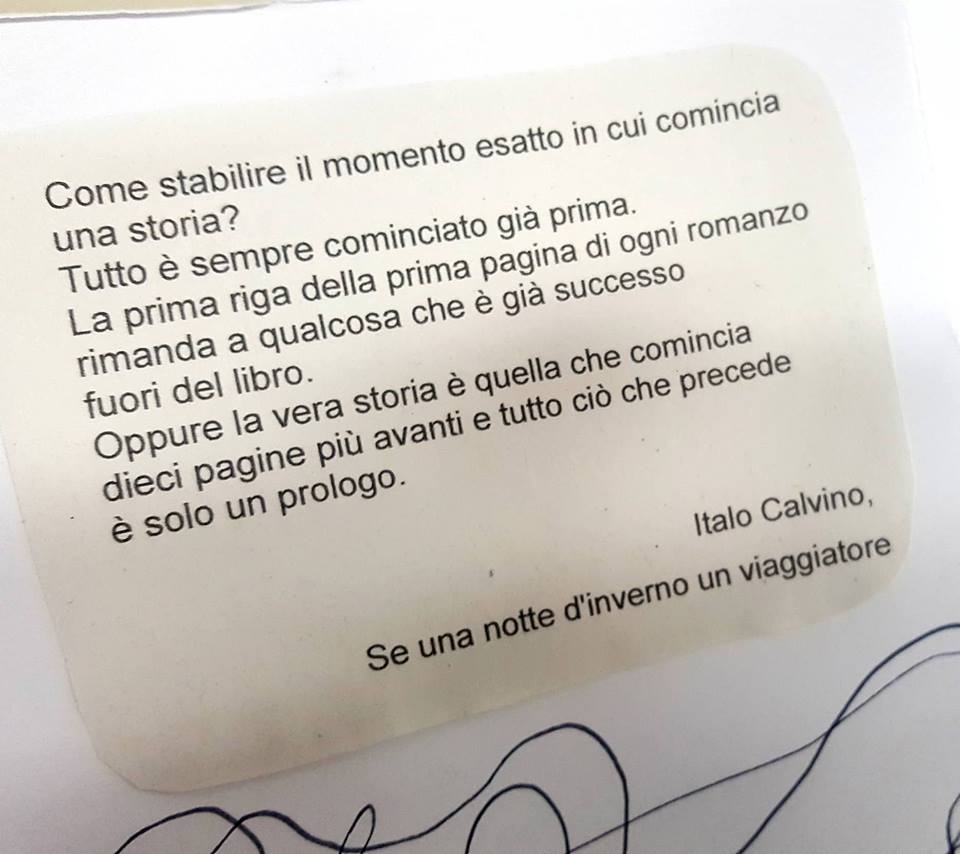 Come stabilire il momento esatto in cui comincia
una storia?
Tutto è sempre cominciato già prima.
La prima riga della prima pagina di ogni romanzo
rimanda a qualcosa che è già successo
fuori del libro.
Oppure la vera storia è quella che comincia
dieci pagine più avanti e tutto ciò che precede
è solo un prologo.
Italo Calvino,
Se una notte d'inverno un viaggiatore